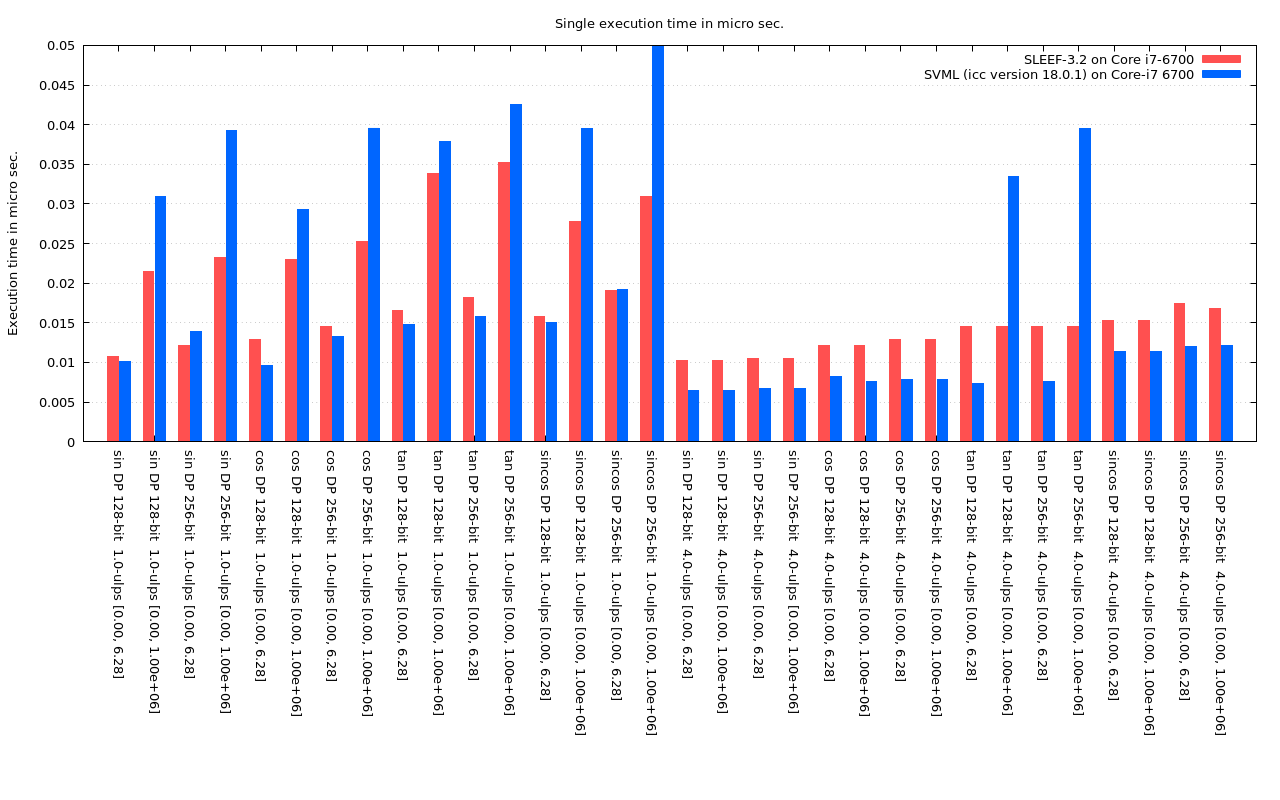 Single execution time in micro sec.
SLEEF-3.2 on Core i7-6700
SVML (icc version 18.0.1) on Core-i7 6700
Execution time in micro sec.
0.05
0.045
0.04
0.035
0.03
0.025
0.02
0.015
0.01
0.005
0
sin DP 128-bit 1.0-ulps [0.00, 6.28]
sin DP 128-bit 1.0-ulps [0.00, 1.00e+06]
sin DP 256-bit 1.0-ulps [0.00, 6.28]
sin DP 256-bit 1.0-ulps [0.00, 1.00e+06]
cos DP 128-bit 1.0-ulps [0.00, 6.28]
cos DP 128-bit 1.0-ulps [0.00, 1.00e+06]
cos DP 256-bit 1.0-ulps [0.00, 6.28]
cos DP 256-bit 1.0-ulps [0.00, 1.00e+06]
tan DP 128-bit 1.0-ulps [0.00, 6.28]
tan DP 128-bit 1.0-ulps [0.00, 1.00e+06]
tan DP 256-bit 1.0-ulps [0.00, 6.28]
tan DP 256-bit 1.0-ulps [0.00, 1.00e+06]
sincos DP 128-bit 1.0-ulps [0.00, 6.28]
sincos DP 128-bit 1.0-ulps [0.00, 1.00e+06]
sincos DP 256-bit 1.0-ulps [0.00, 6.28]
sincos DP 256-bit 1.0-ulps [0.00, 1.00e+06]
sin DP 128-bit 4.0-ulps [0.00, 6.28]
sin DP 128-bit 4.0-ulps [0.00, 1.00e+06]
sin DP 256-bit 4.0-ulps [0.00, 6.28]
sin DP 256-bit 4.0-ulps [0.00, 1.00e+06]
cos DP 128-bit 4.0-ulps [0.00, 6.28]
cos DP 128-bit 4.0-ulps [0.00, 1.00e+06]
cos DP 256-bit 4.0-ulps [0.00, 6.28]
cos DP 256-bit 4.0-ulps [0.00, 1.00e+06]
tan DP 128-bit 4.0-ulps [0.00, 6.28]
tan DP 128-bit 4.0-ulps [0.00, 1.00e+06]
tan DP 256-bit 4.0-ulps [0.00, 6.28]
tan DP 256-bit 4.0-ulps [0.00, 1.00e+06]
sincos DP 128-bit 4.0-ulps [0.00, 6.28]
sincos DP 128-bit 4.0-ulps [0.00, 1.00e+06]
sincos DP 256-bit 4.0-ulps [0.00, 6.28]
sincos DP 256-bit 4.0-ulps [0.00, 1.00e+06]